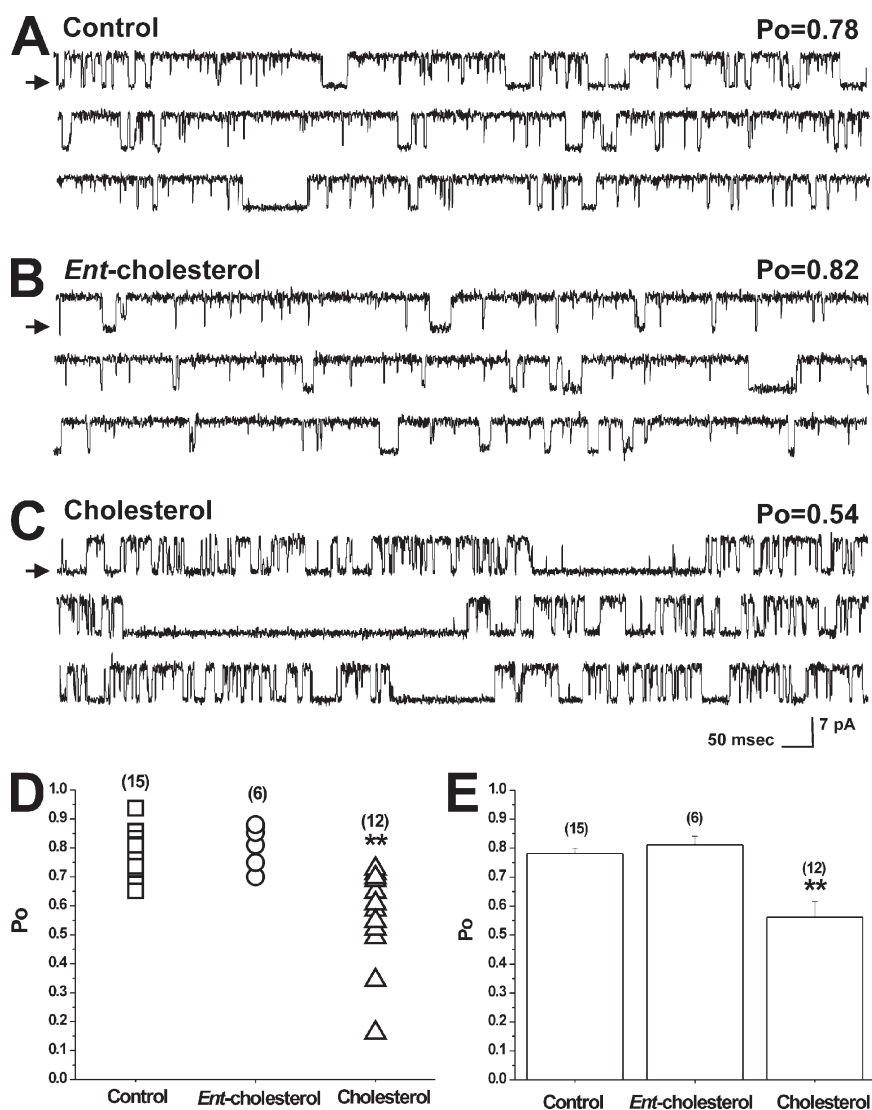 A Control Po=0.78
B Ent-cholesterol Po=0.82
C Cholesterol Po=0.54
7 pA
50 msec
D
(15)
(6)
(12)
**
1.0
0.9
0.8
0.7
0.6
0.5
0.4
0.3
0.2
0.1
0.0
Po
Control Ent-cholesterol Cholesterol
E
(15)
(6)
(12)
**
1.0
0.9
0.8
0.7
0.6
0.5
0.4
0.3
0.2
0.1
0.0
Po
Control Ent-cholesterol Cholesterol